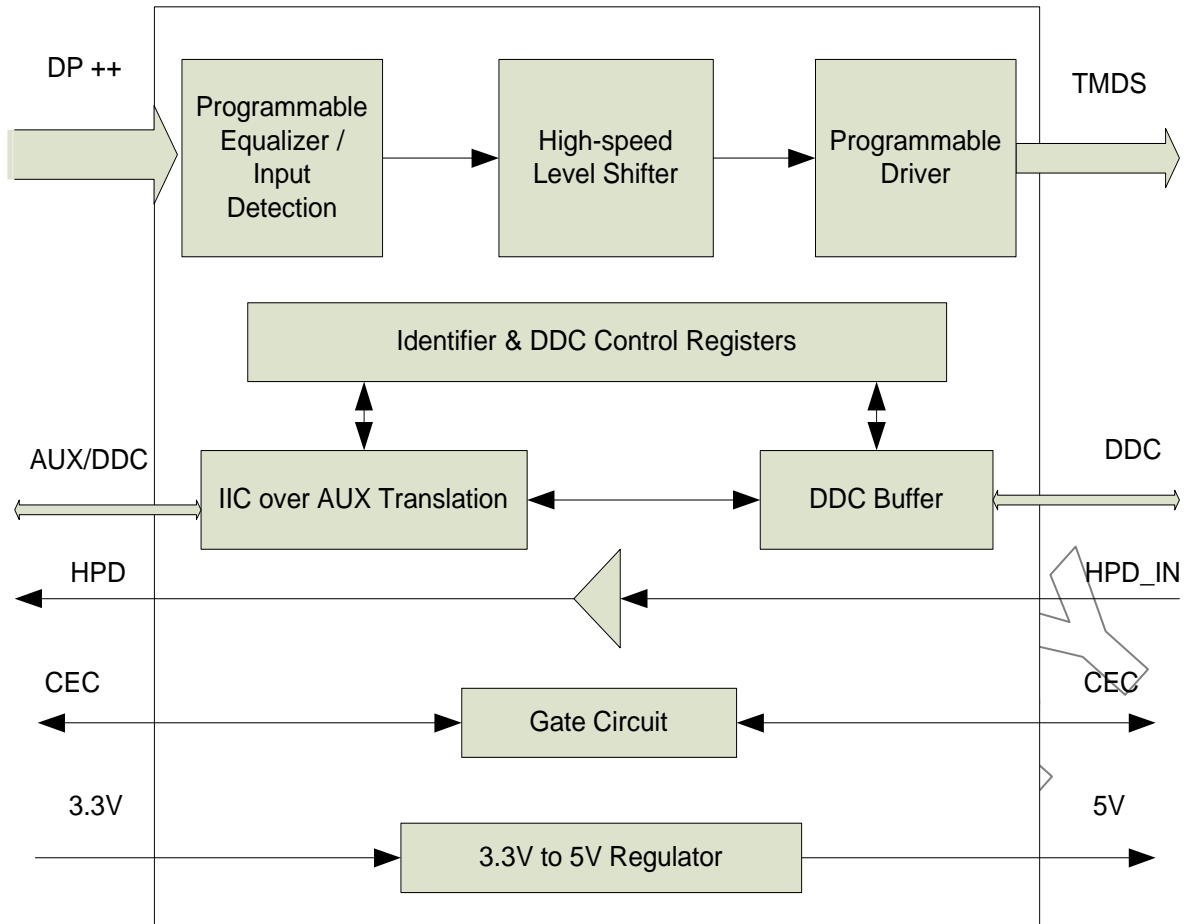 DP ++
TMDS
Programmable
Equalizer /
Input
Detection
High-speed
Level Shifter
Programmable
Driver
Identifier & DDC Control Registers
AUX/DDC
IIC over AUX Translation
DDC Buffer
DDC
HPD
HPD_IN
CEC
Gate Circuit
CEC
3.3V
3.3V to 5V Regulator
5V